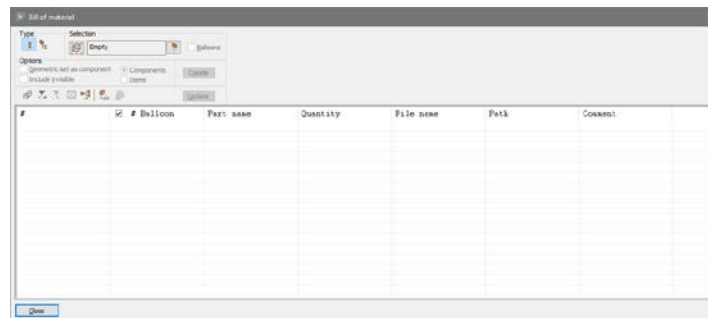 Bill of material
Type
Selection
Empty
Balloons
Options
Geometric set as component
Components
Create
Include invisible
Items
Update
# # Balloon Part name Quantity File name Path Comment
Close